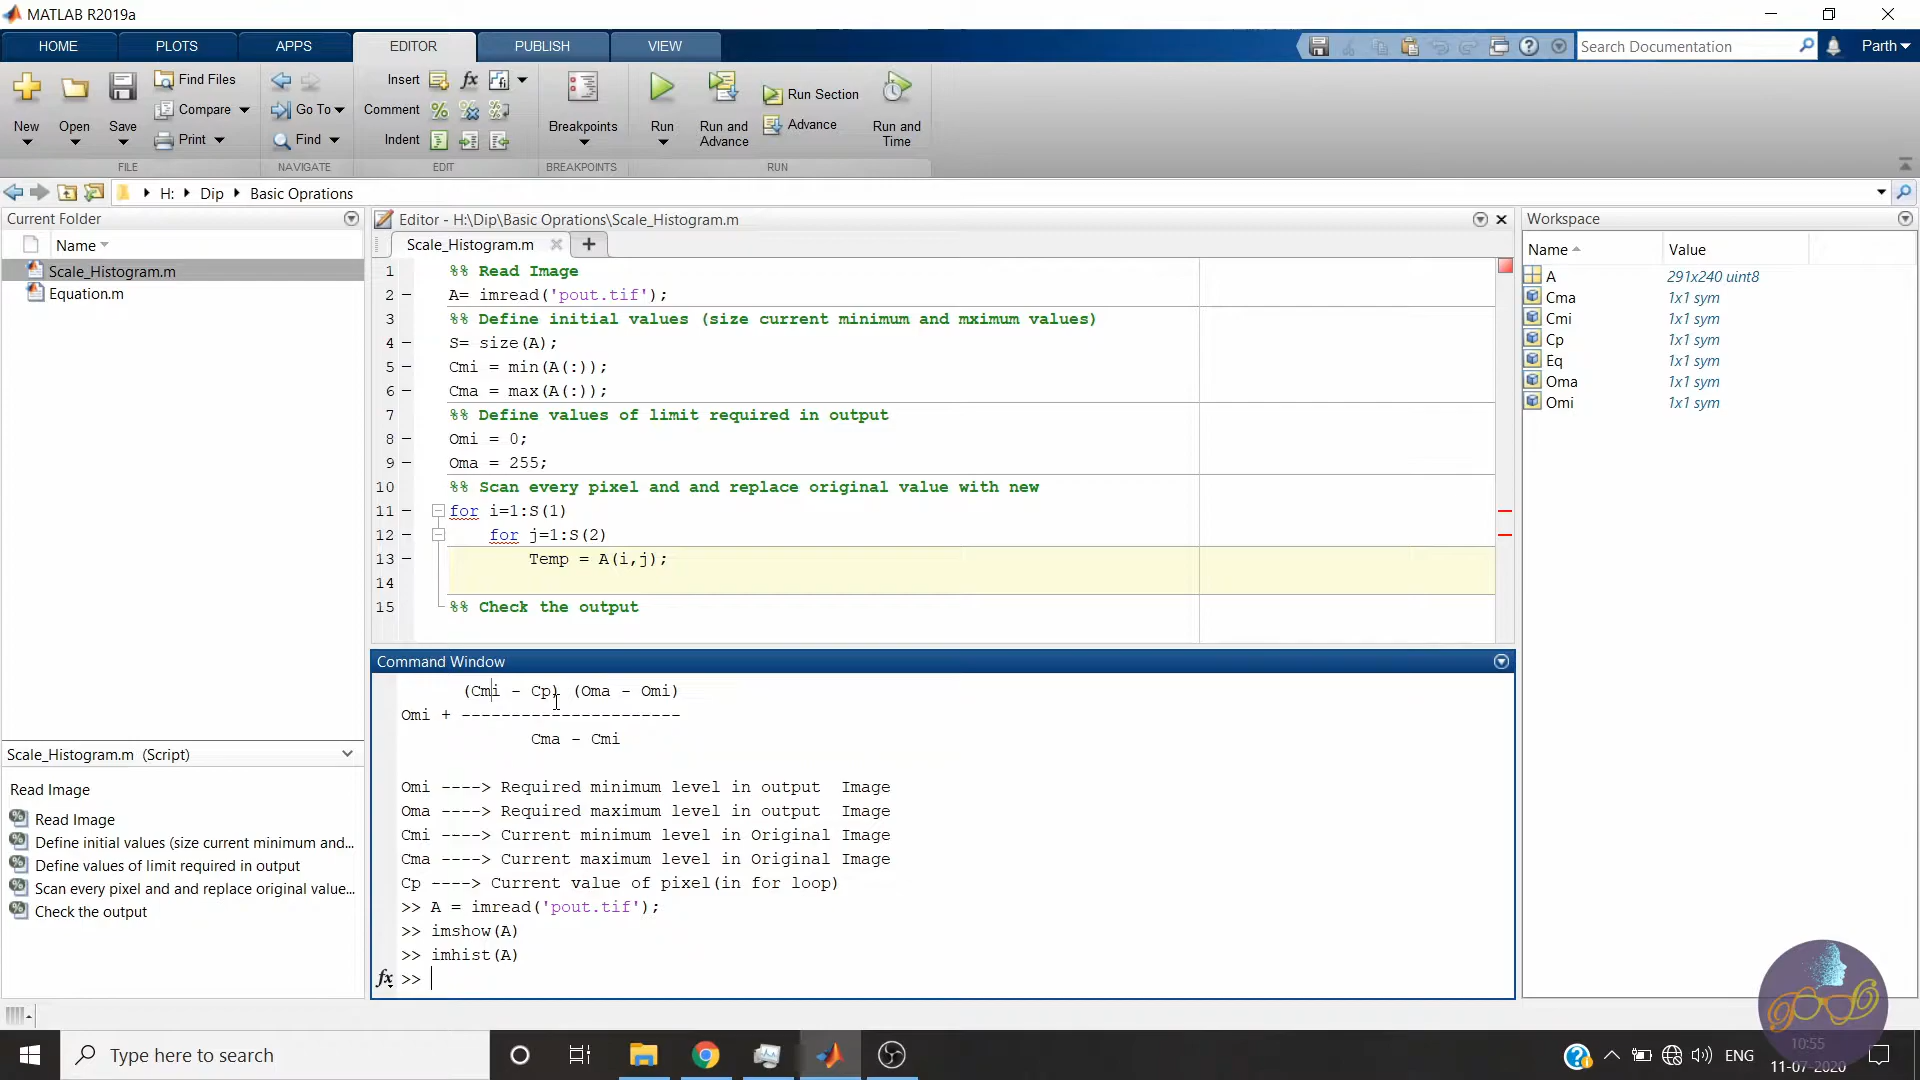 MATLAB R2019a
HOME PLOTS APPS EDITOR PUBLISH VIEW Search Documentation Parth
Find Files Insert fx
Compare Go To Comment Run Section
New Open Save Print Find Indent Breakpoints Run Run and Advance Advance Run and Time
FILE NAVIGATE EDIT BREAKPOINTS RUN
H: Dip Basic Oprations
Current Folder
Name
Scale_Histogram.m
Equation.m
Scale_Histogram.m (Script)
Read Image
Read Image
Define initial values (size current minimum and...
Define values of limit required in output
Scan every pixel and and replace original value...
Check the output
Editor - H:\Dip\Basic Oprations\Scale_Histogram.m
Scale_Histogram.m
1 %% Read Image
2 A= imread('pout.tif');
3 %% Define initial values (size current minimum and mximum values)
4 S= size(A);
5 Cmi = min(A(:));
6 Cma = max(A(:));
7 %% Define values of limit required in output
8 Omi = 0;
9 Oma = 255;
10 %% Scan every pixel and and replace original value with new
11 for i=1:S(1)
12 for j=1:S(2)
13 Temp = A(i,j);
14
15 %% Check the output
Command Window
(Cmi - Cp) (Oma - Omi)
Omi + ----------------------
Cma - Cmi
Omi ----> Required minimum level in output Image
Oma ----> Required maximum level in output Image
Cmi ----> Current minimum level in Original Image
Cma ----> Current maximum level in Original Image
Cp ----> Current value of pixel(in for loop)
>> A = imread('pout.tif');
>> imshow(A)
>> imhist(A)
fx >>
Workspace
Name Value
A 291x240 uint8
Cma 1x1 sym
Cmi 1x1 sym
Cp 1x1 sym
Eq 1x1 sym
Oma 1x1 sym
Omi 1x1 sym
Type here to search
ENG
10:55
11-07-2020